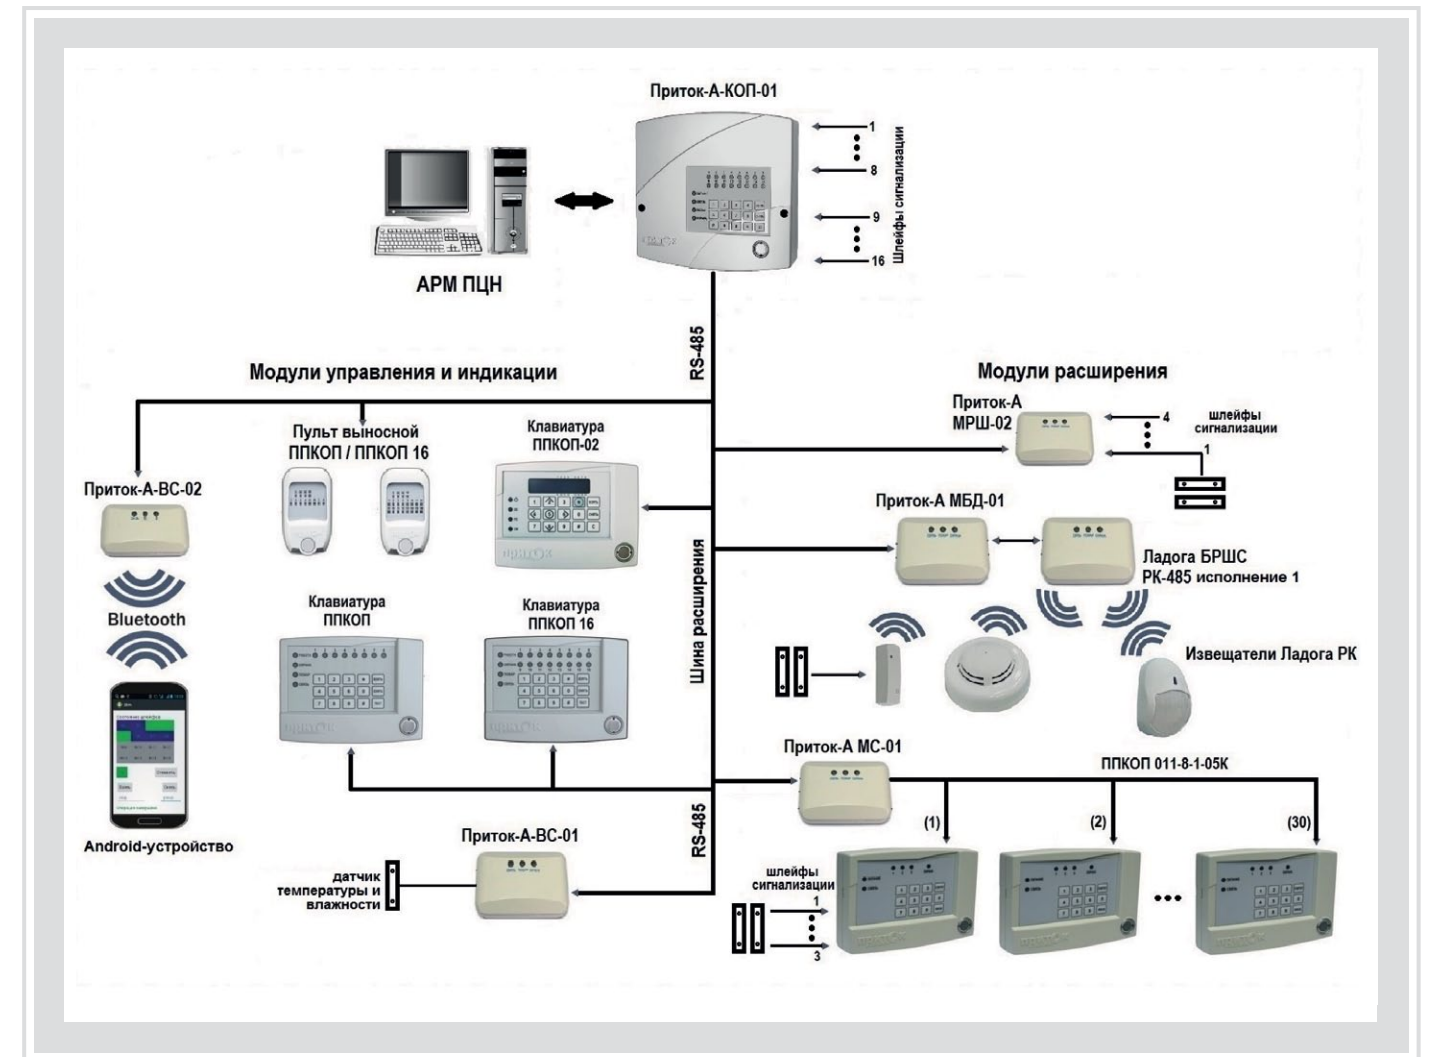 Приток-А-КОП-01
1
8
9
16
Шлейфы сигнализации
АРМ ПЦН
RS-485
Модули управления и индикации
Модули расширения
Приток-А
МРШ-02
4
1
шлейфы
сигнализации
Пульт выносной
ППКОП / ППКОП 16
Клавиатура
ППКОП-02
Приток-А-ВС-02
Приток-А МБД-01
Ладога БРШС
РК-485 исполнение 1
Bluetooth
Клавиатура
ППКОП
Клавиатура
ППКОП 16
Шина расширения
Извещатели Ладога РК
Приток-А МС-01
ППКОП 011-8-1-05К
(1)
(2)
(30)
RS-485
Android-устройство
Приток-А-ВС-01
датчик
температуры и
влажности
шлейфы
сигнализации
1
3